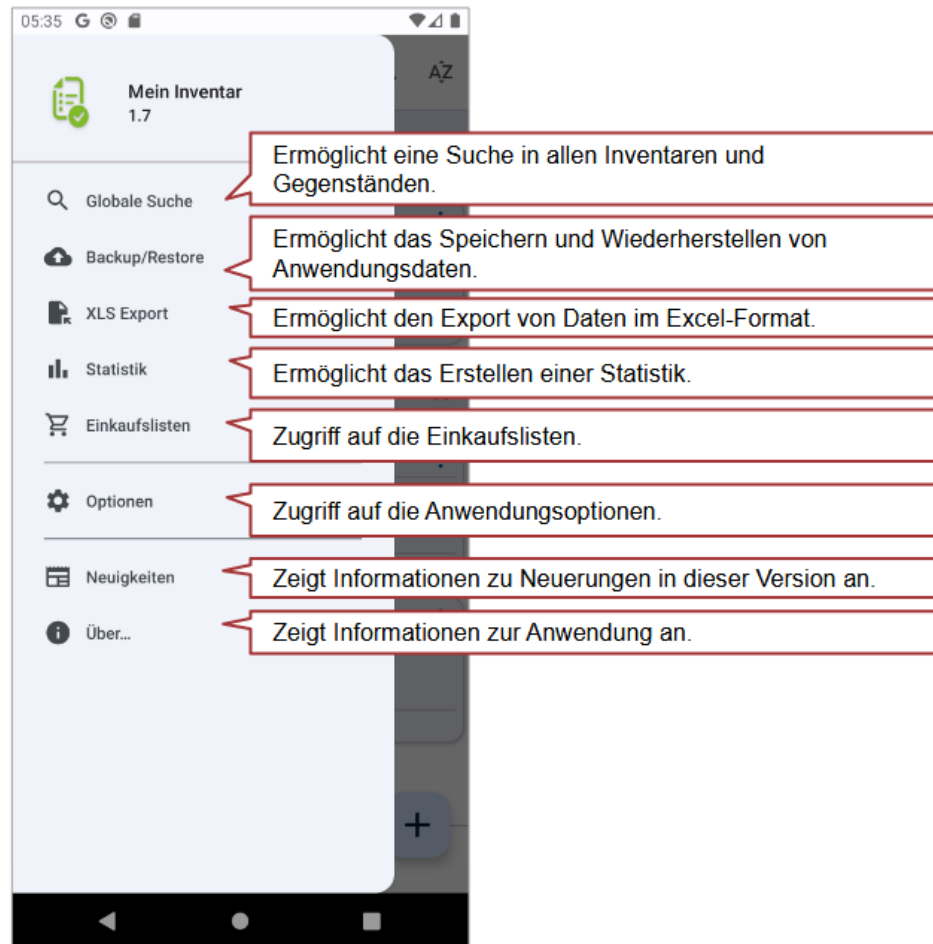 05:35 G
AZ
Mein Inventar
1.7
Ermöglicht eine Suche in allen Inventaren und
Gegenständen.
Globale Suche
Ermöglicht das Speichern und Wiederherstellen von
Anwendungsdaten.
Backup/Restore
XLS Export
Ermöglicht den Export von Daten im Excel-Format.
Statistik
Ermöglicht das Erstellen einer Statistik.
Einkaufslisten
Zugriff auf die Einkaufslisten.
Optionen
Zugriff auf die Anwendungsoptionen.
Neuigkeiten
Zeigt Informationen zu Neuerungen in dieser Version an.
Über...
Zeigt Informationen zur Anwendung an.